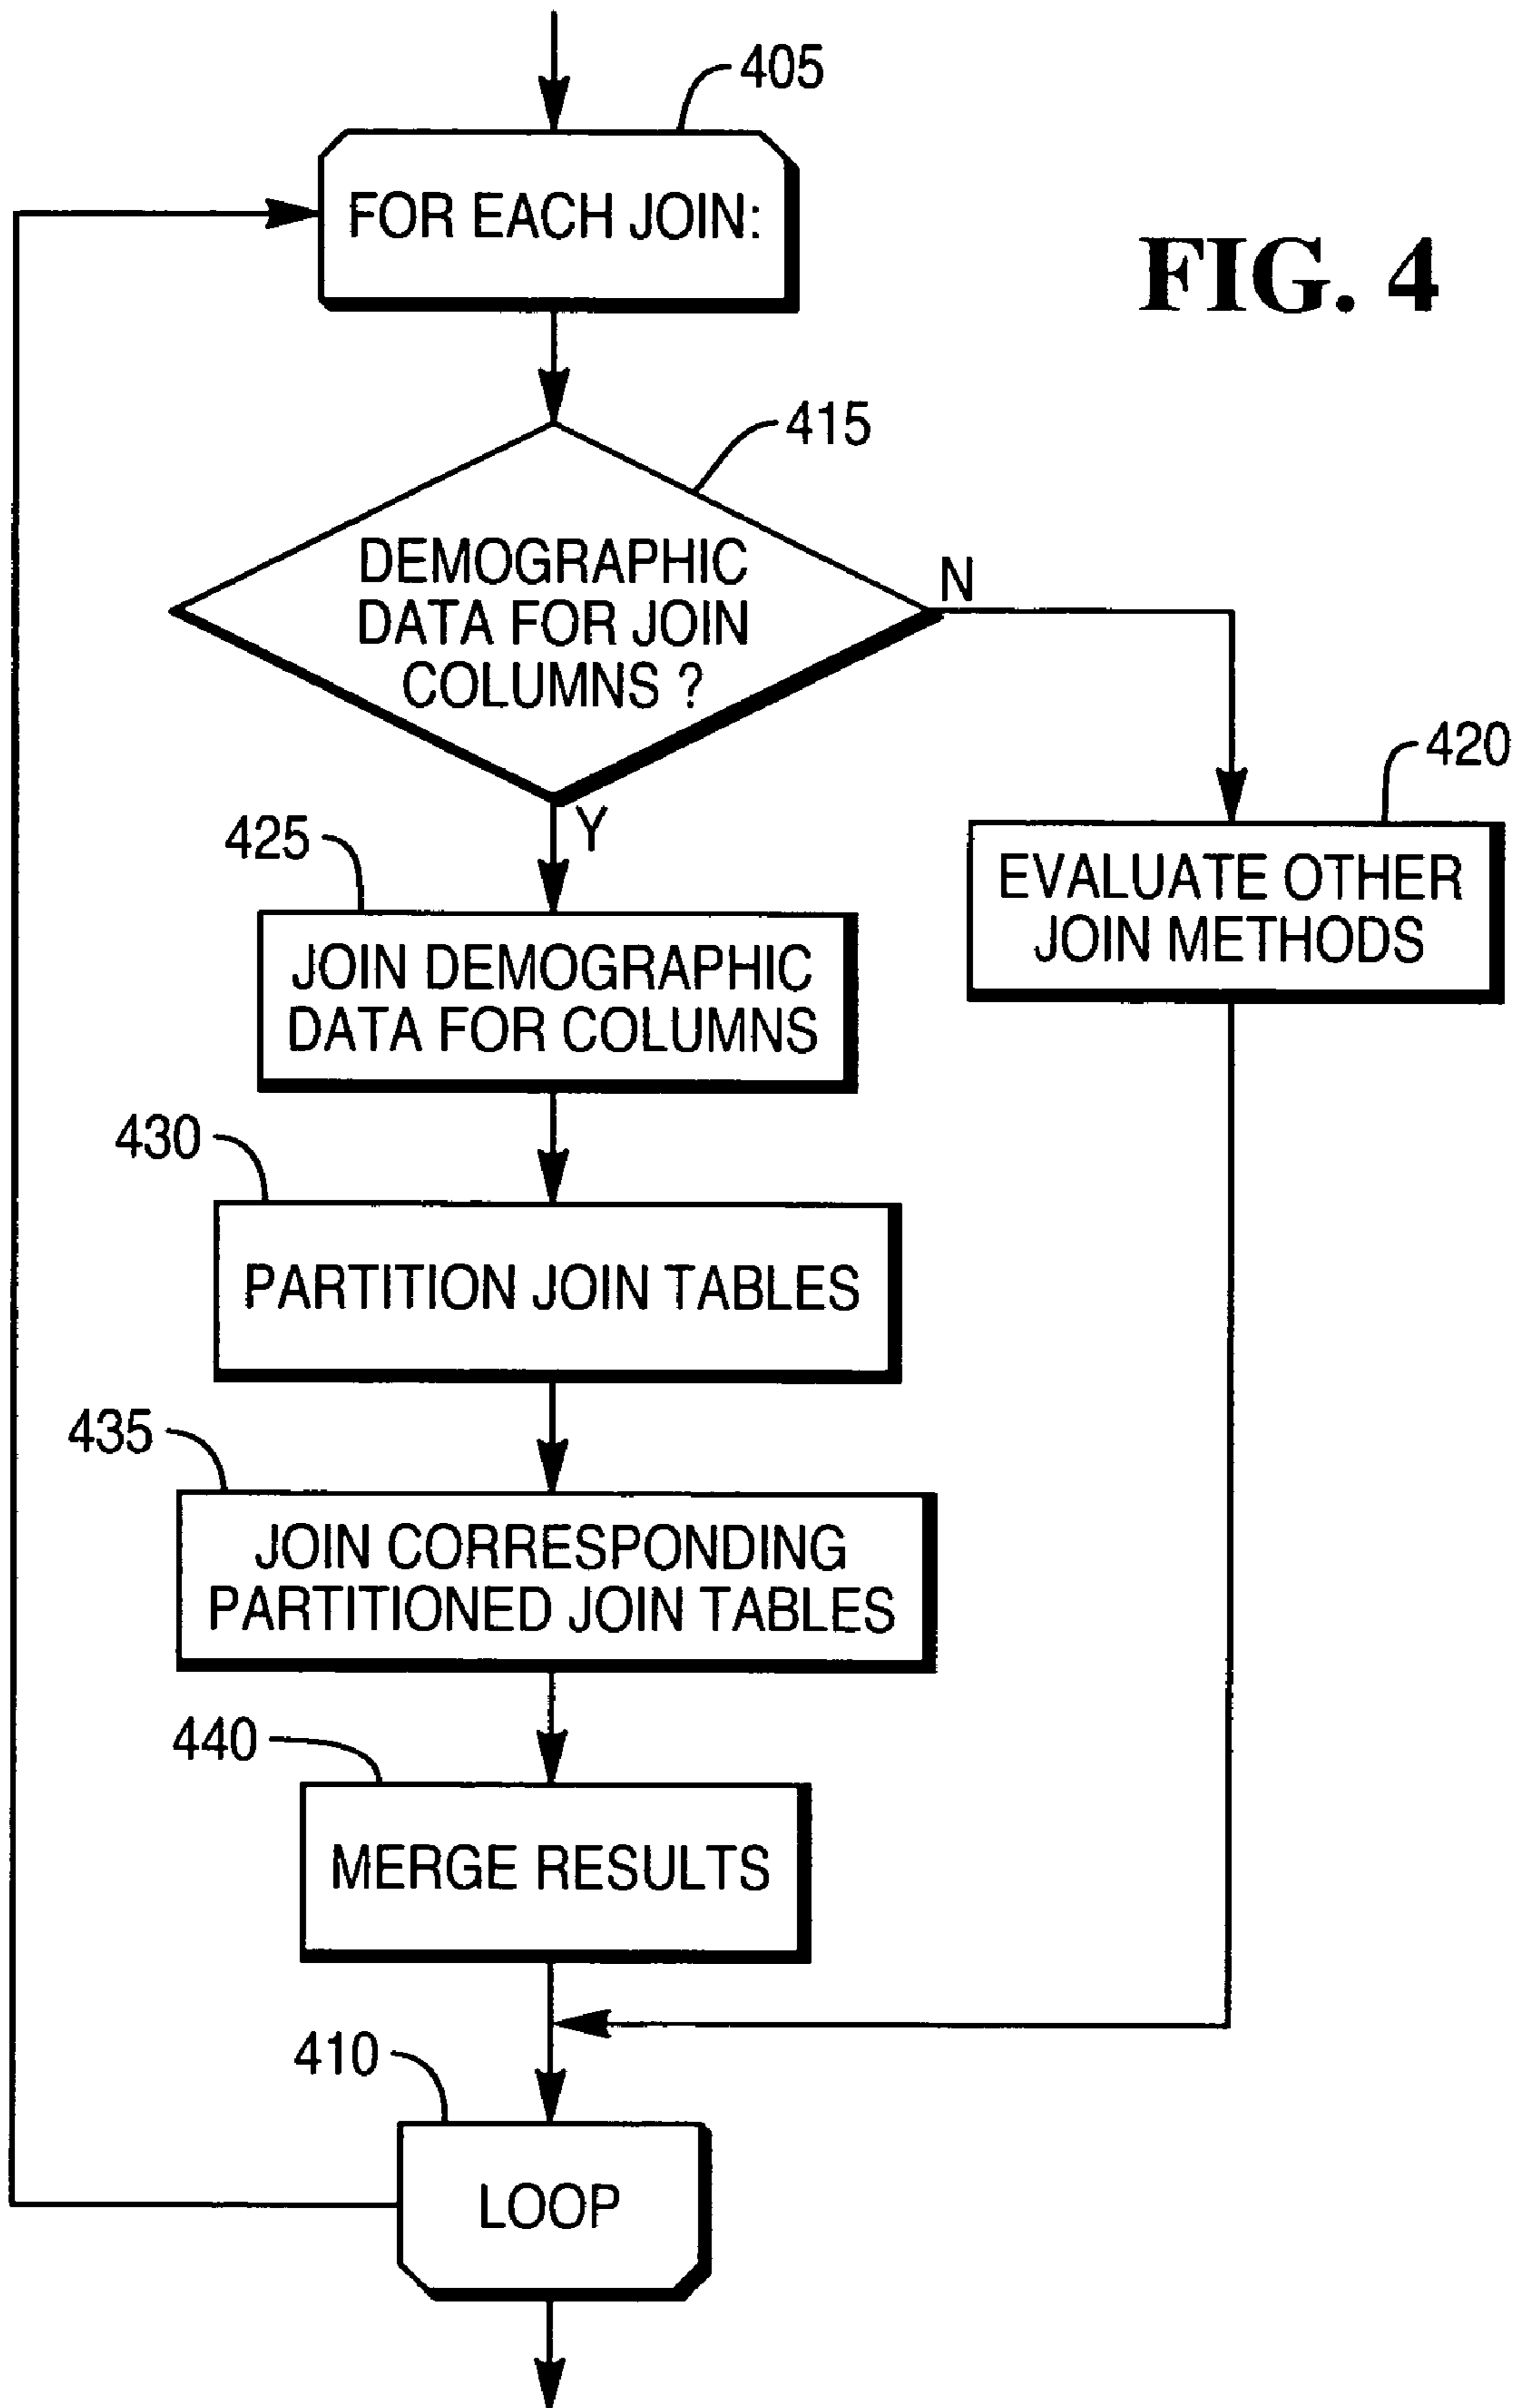 405
FOR EACH JOIN:
FIG. 4
415
DEMOGRAPHIC
DATA FOR JOIN
COLUMNS ?
N
Y
420
EVALUATE OTHER
JOIN METHODS
425
JOIN DEMOGRAPHIC
DATA FOR COLUMNS
430
PARTITION JOIN TABLES
435
JOIN CORRESPONDING
PARTITIONED JOIN TABLES
440
MERGE RESULTS
410
LOOP